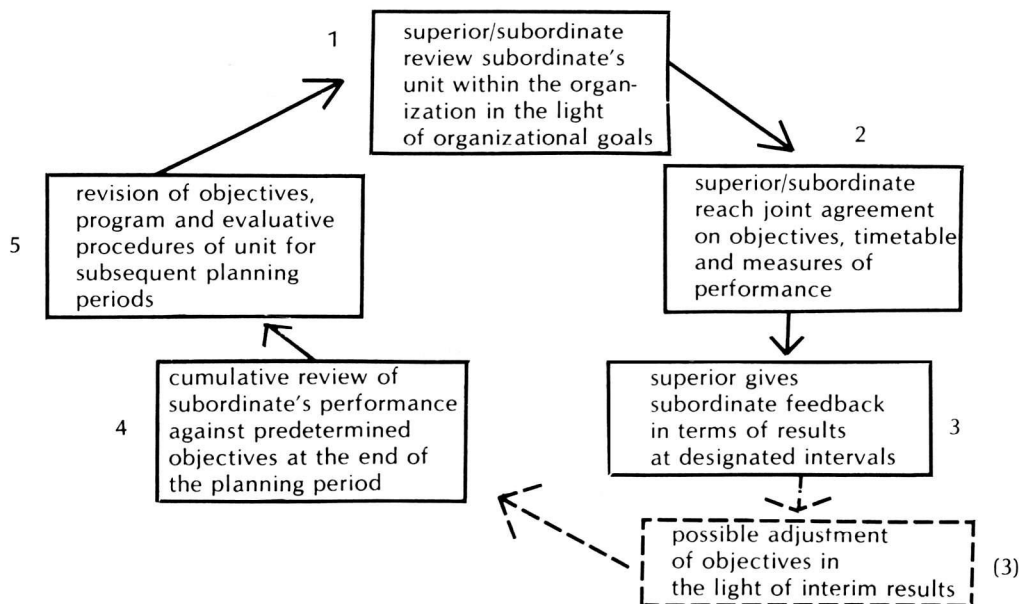 1
superior/subordinate
review subordinate's
unit within the organ-
ization in the light
of organizational goals
2
superior/subordinate
reach joint agreement
on objectives, timetable
and measures of
performance
superior gives
subordinate feedback
in terms of results
at designated intervals
3
possible adjustment
of objectives in
the light of interim results
(3)
cumulative review of
subordinate's performance
against predetermined
objectives at the end of
the planning period
4
revision of objectives,
program and evaluative
procedures of unit for
subsequent planning
periods
5